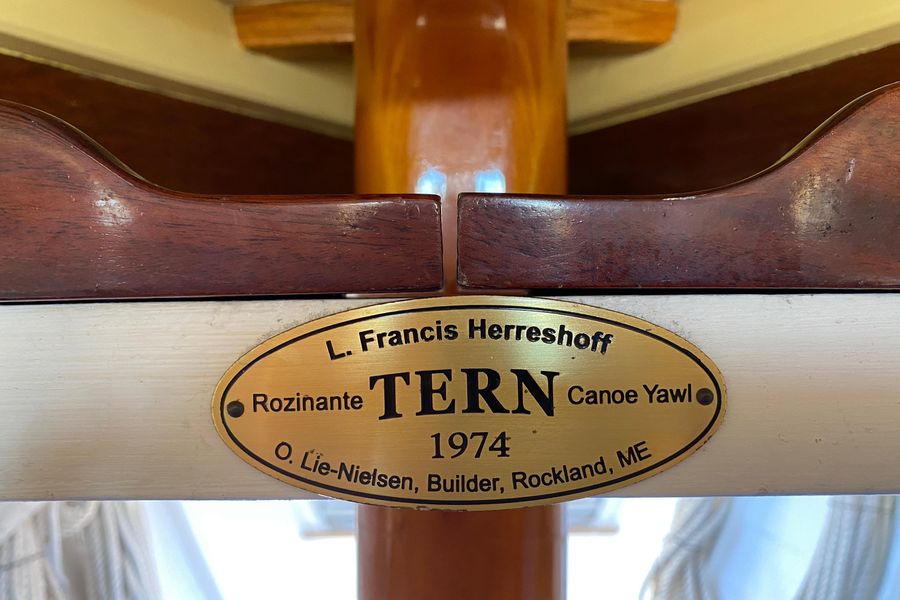 L. Francis Herreshoff
Rozinante TERN Canoe Yawl
1974
O. Lie-Nielsen, Builder, Rockland, ME